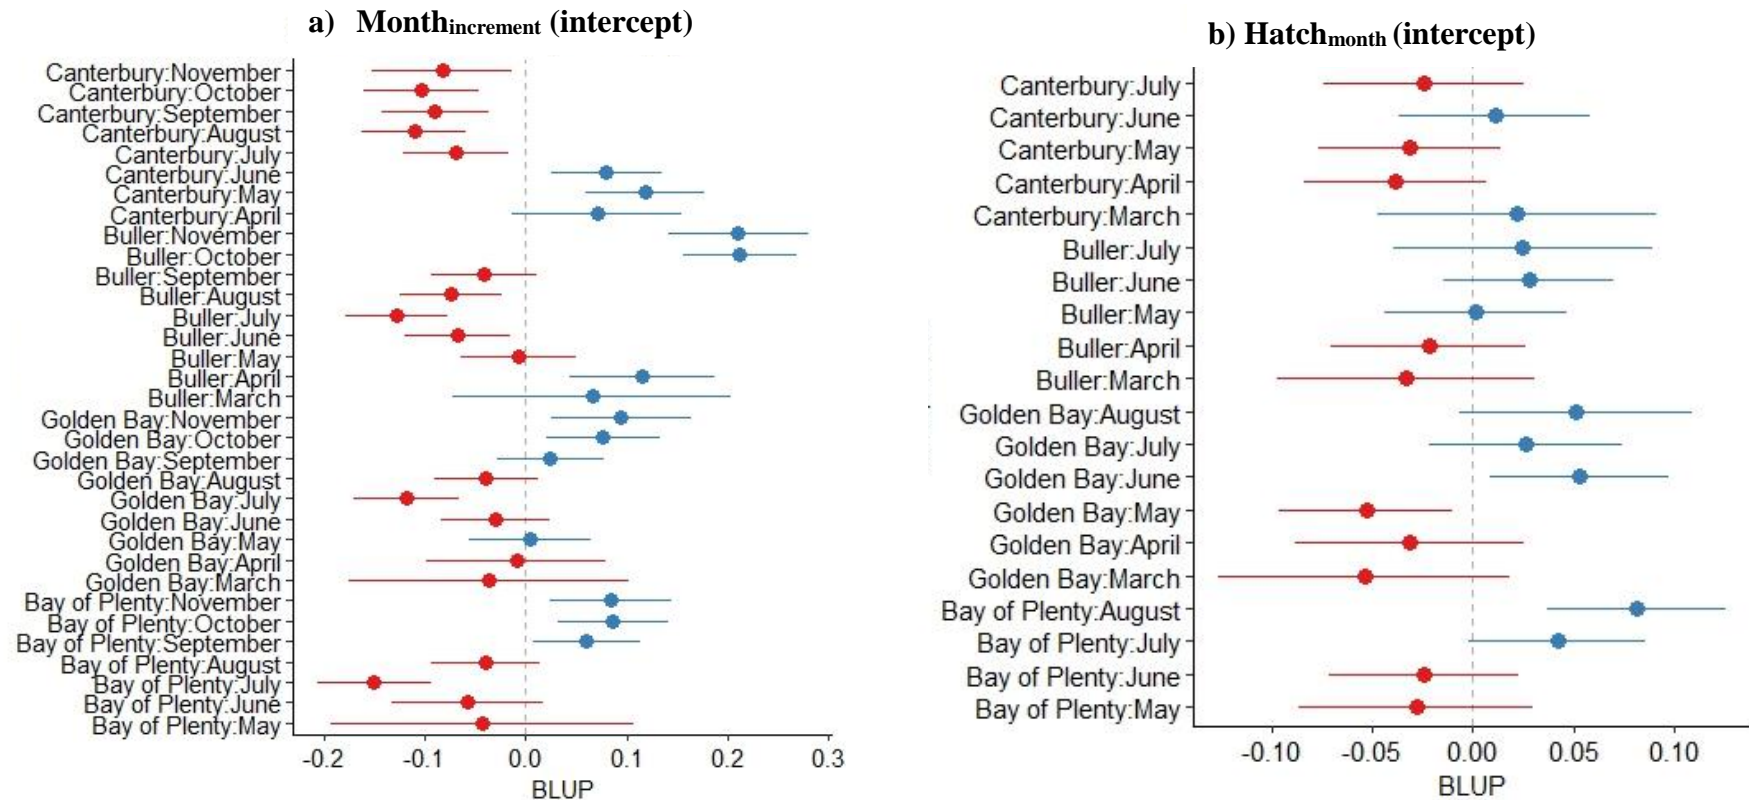 a) Monthincrement (intercept)
Canterbury:November
Canterbury:October
Canterbury:September
Canterbury:August
Canterbury:July
Canterbury:June
Canterbury:May
Canterbury:April
Buller:November
Buller:October
Buller:September
Buller:August
Buller:July
Buller:June
Buller:May
Buller:April
Buller:March
Golden Bay:November
Golden Bay:October
Golden Bay:September
Golden Bay:August
Golden Bay:July
Golden Bay:June
Golden Bay:May
Golden Bay:April
Golden Bay:March
Bay of Plenty:November
Bay of Plenty:October
Bay of Plenty:September
Bay of Plenty:August
Bay of Plenty:July
Bay of Plenty:June
Bay of Plenty:May
-0.2 -0.1 0.0 0.1 0.2 0.3
BLUP
b) Hatchmonth (intercept)
Canterbury:July
Canterbury:June
Canterbury:May
Canterbury:April
Canterbury:March
Buller:July
Buller:June
Buller:May
Buller:April
Buller:March
Golden Bay:August
Golden Bay:July
Golden Bay:June
Golden Bay:May
Golden Bay:April
Golden Bay:March
Bay of Plenty:August
Bay of Plenty:July
Bay of Plenty:June
Bay of Plenty:May
-0.10 -0.05 0.00 0.05 0.10
BLUP